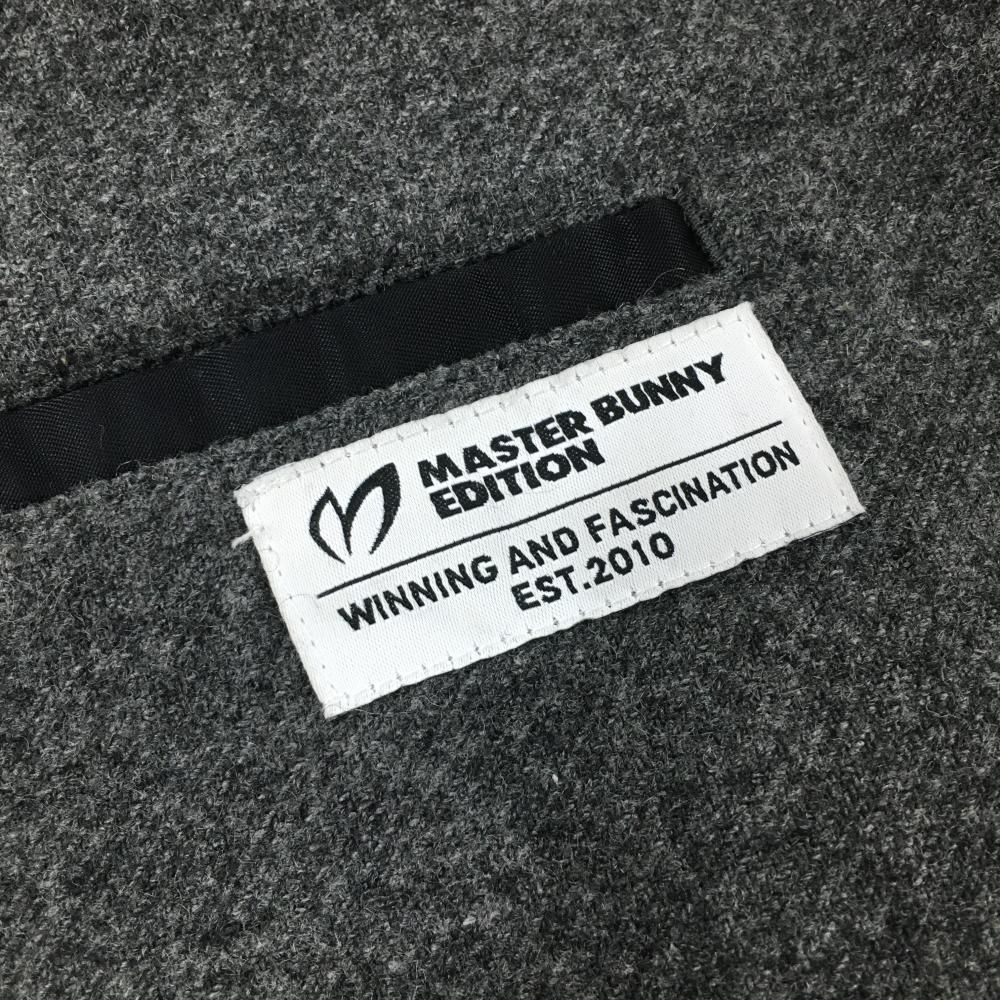 MASTER BUNNY
EDITION
WINNING AND FASCINATION
EST.2010